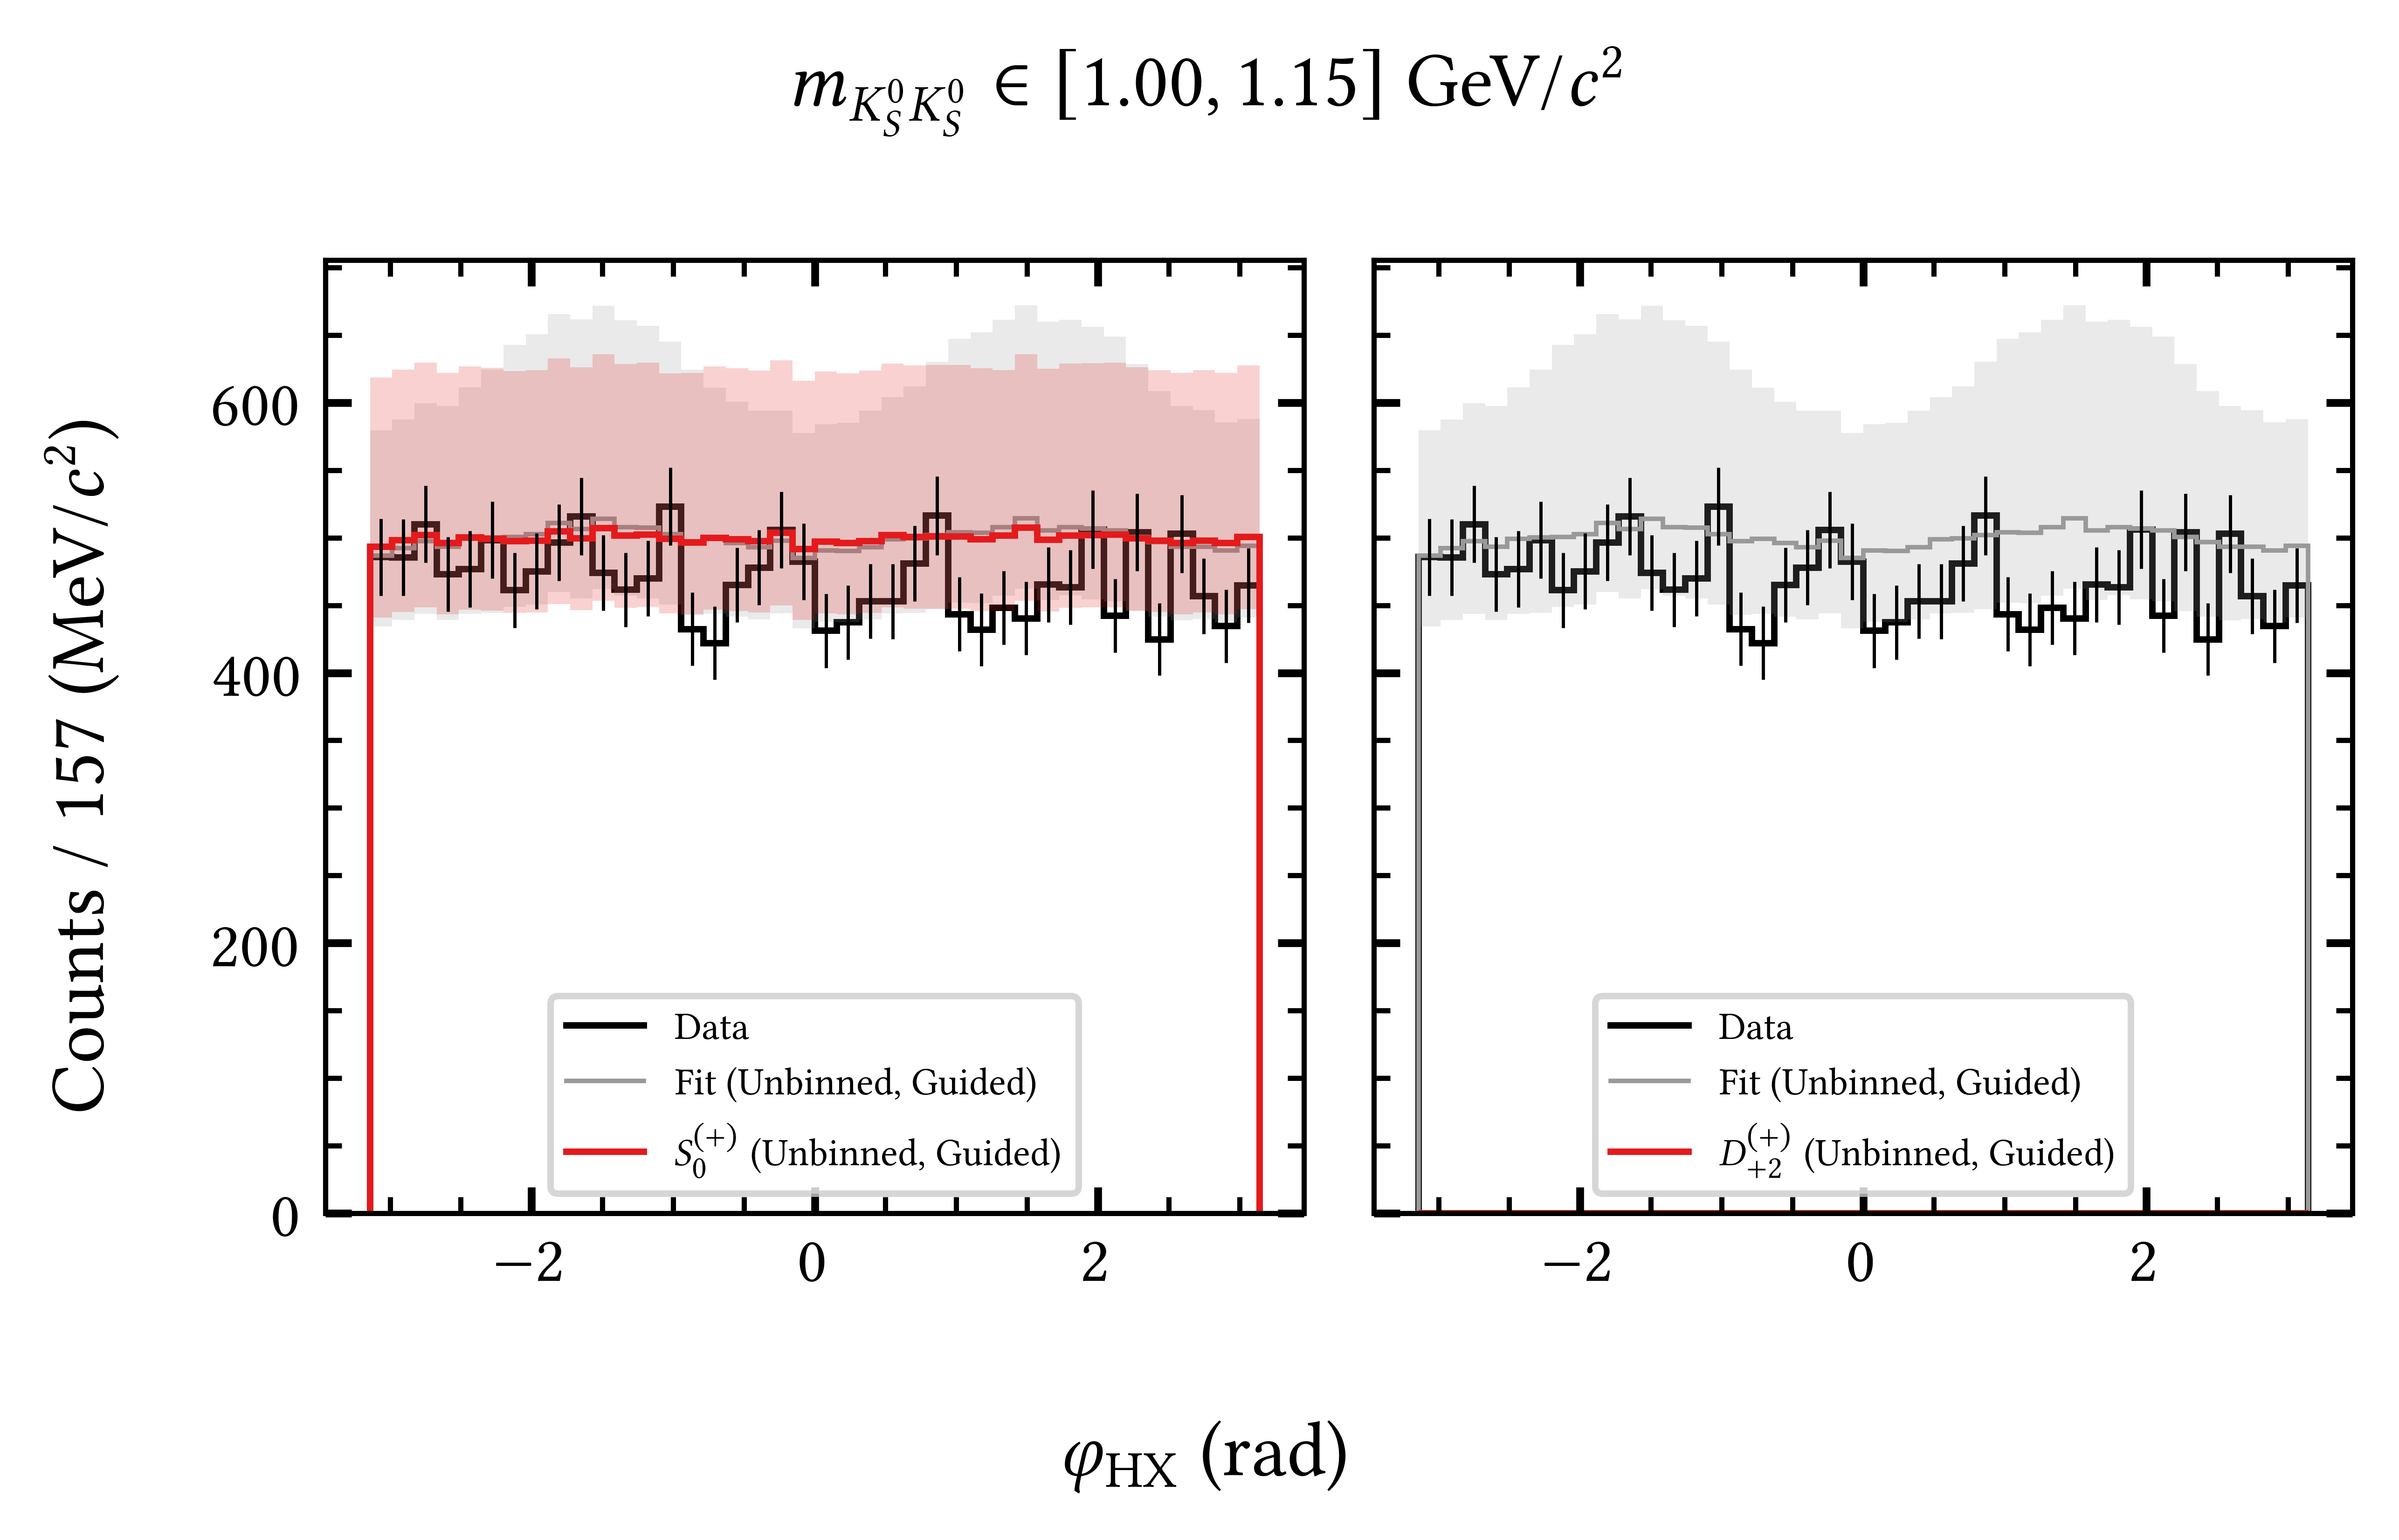 m_{K_S^0 K_S^0} ∈ [1.00, 1.15] GeV/c²
Counts / 157 (MeV/c²)
600
400
200
0
Data
Fit (Unbinned, Guided)
S_0^{(+)} (Unbinned, Guided)
Data
Fit (Unbinned, Guided)
D_{+2}^{(+)} (Unbinned, Guided)
−2 0 2
−2 0 2
φ_HX (rad)